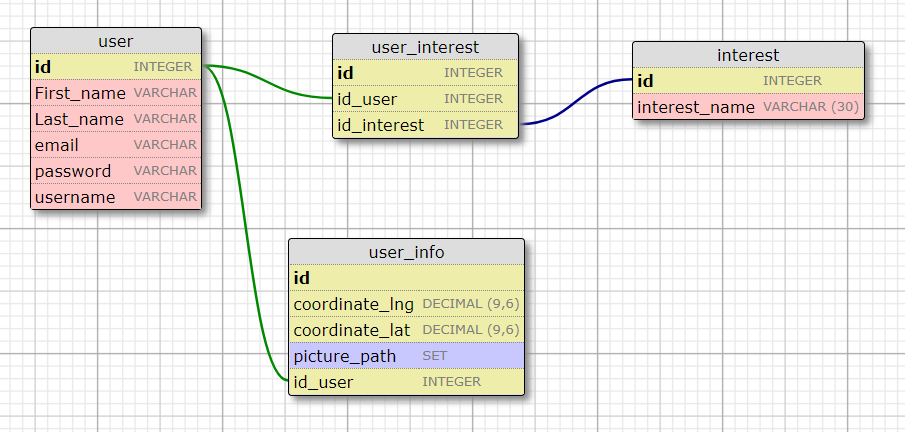 user
id INTEGER
First_name VARCHAR
Last_name VARCHAR
email VARCHAR
password VARCHAR
username VARCHAR
user_interest
id INTEGER
id_user INTEGER
id_interest INTEGER
interest
id INTEGER
interest_name VARCHAR (30)
user_info
id
coordinate_lng DECIMAL (9,6)
coordinate_lat DECIMAL (9,6)
picture_path SET
id_user INTEGER